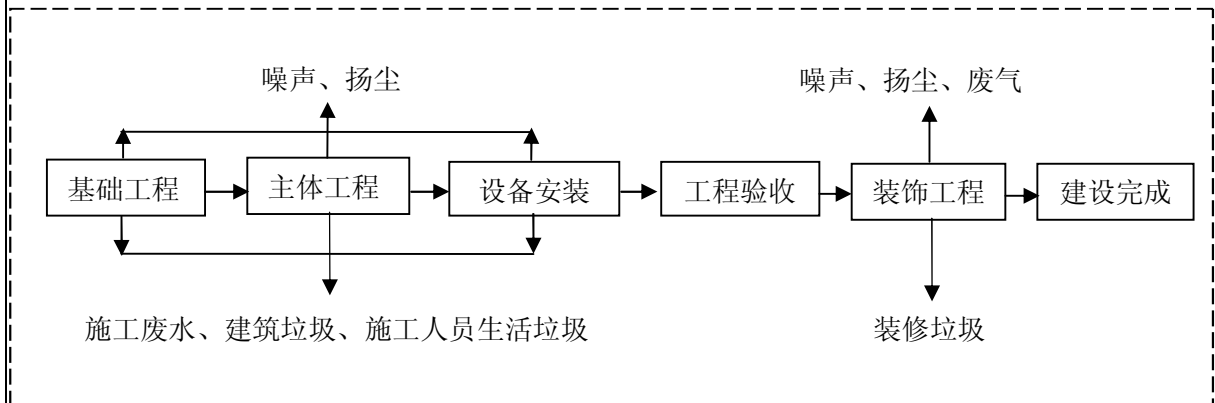 噪声、扬尘
噪声、扬尘、废气
基础工程
主体工程
设备安装
工程验收
装饰工程
建设完成
施工废水、建筑垃圾、施工人员生活垃圾
装修垃圾